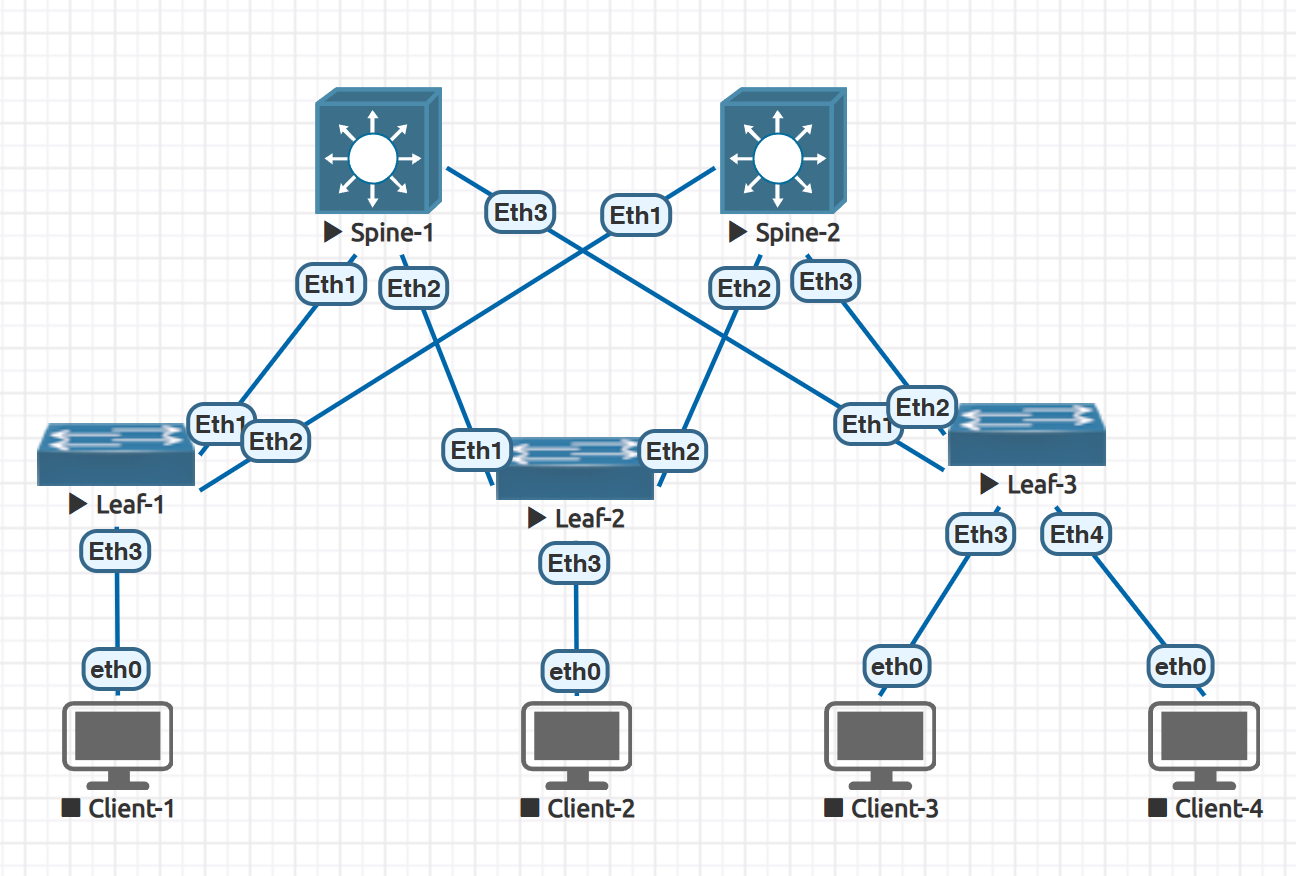 Eth3
Eth1
Spine-1
Spine-2
Eth1
Eth2
Eth2
Eth3
Eth1
Eth2
Eth1
Eth2
Eth1
Eth2
Leaf-1
Leaf-2
Leaf-3
Eth3
Eth3
Eth3
Eth4
eth0
eth0
eth0
eth0
Client-1
Client-2
Client-3
Client-4